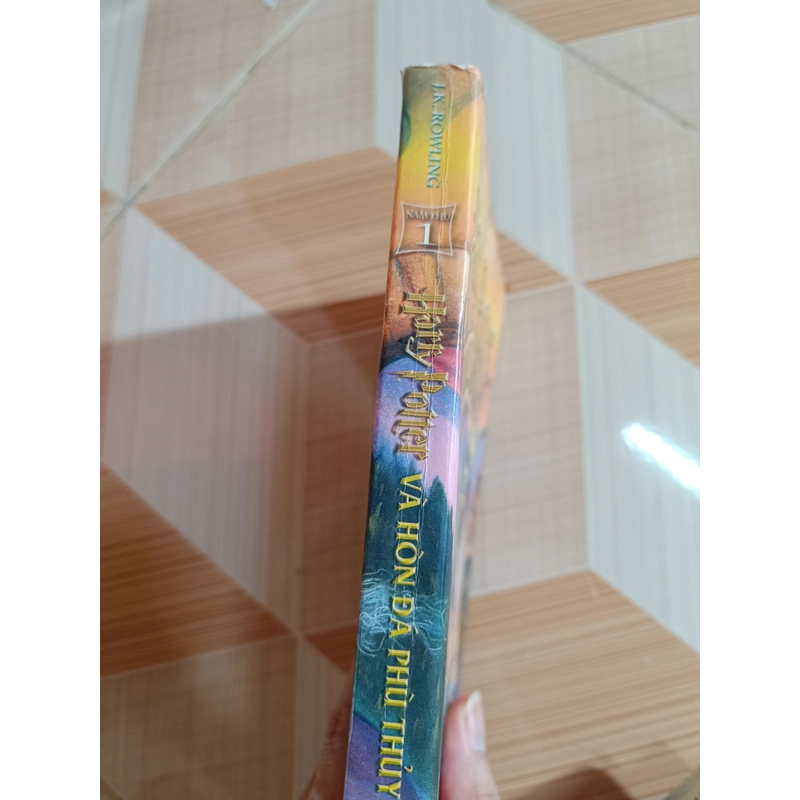 J.K. ROWLING
NĂM THỨ
1
Harry Potter
VÀ HÒN ĐÁ PHÙ THỦY